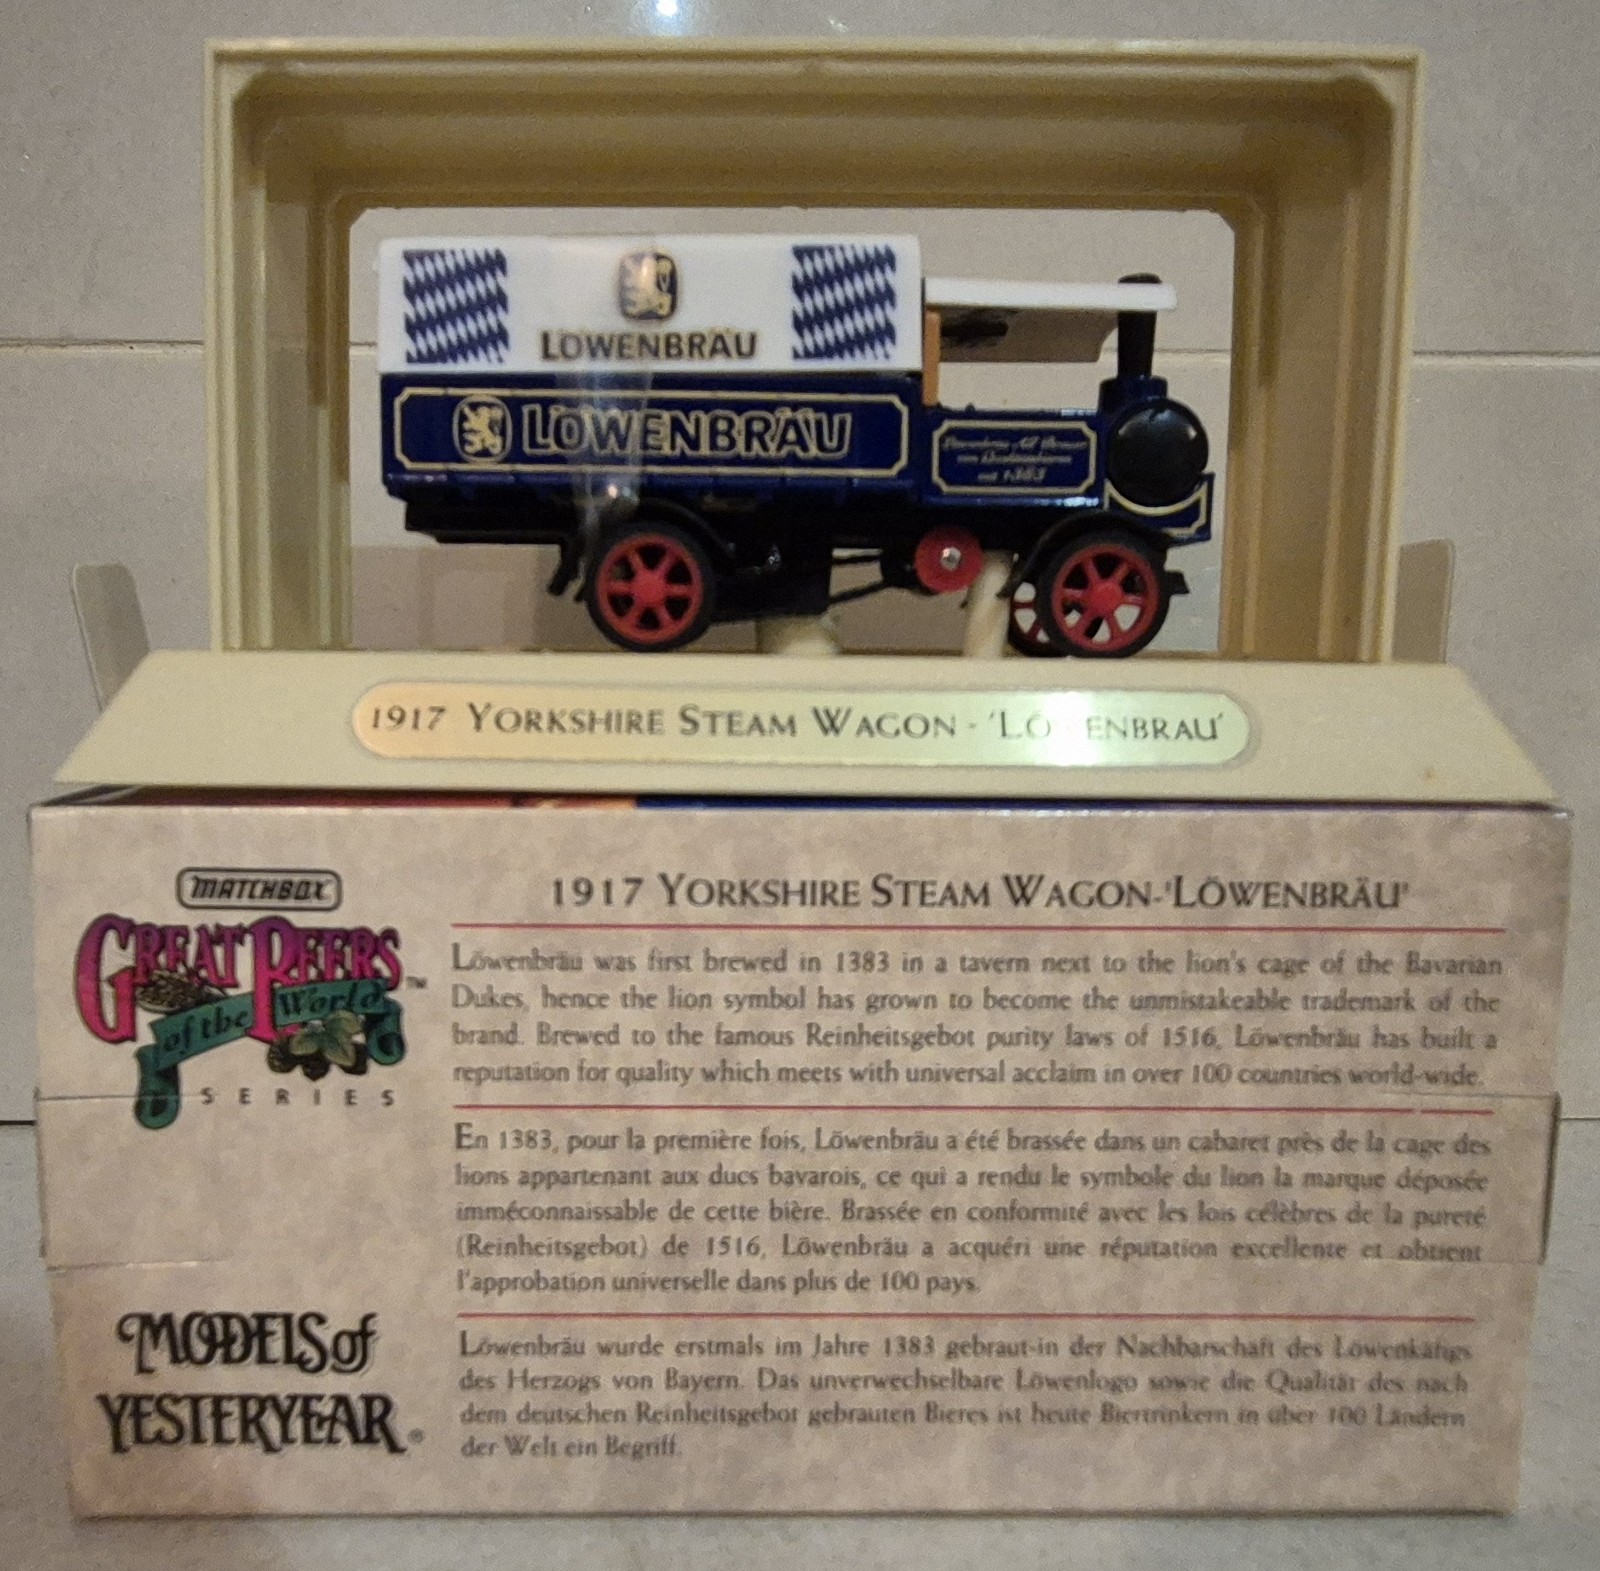 LÖWENBRÄU
LÖWENBRÄU
1383
1917 YORKSHIRE STEAM WAGON - 'LÖ ENBRAU'
MATCHBOX
GREAT BEERS™
of the World
SERIES
1917 YORKSHIRE STEAM WAGON-'LÖWENBRÄU'
Löwenbräu was first brewed in 1383 in a tavern next to the lion's cage of the Bavarian
Dukes, hence the lion symbol has grown to become the unmistakeable trademark of the
brand. Brewed to the famous Reinheitsgebot purity laws of 1516, Löwenbräu has built a
reputation for quality which meets with universal acclaim in over 100 countries world-wide.
En 1383, pour la première fois, Löwenbräu a été brassée dans un cabaret près de la cage des
lions appartenant aux ducs bavarois, ce qui a rendu le symbole du lion la marque déposée
imméconnaissable de cette bière. Brassée en conformité avec les lois célèbres de la pureté
(Reinheitsgebot) de 1516, Löwenbräu a acquéri une réputation excellente et obtient
l'approbation universelle dans plus de 100 pays.
Löwenbräu wurde erstmals im Jahre 1383 gebraut-in der Nachbarschaft des Löwenkäfigs
des Herzogs von Bayern. Das unverwechselbare Löwenlogo sowie die Qualität des nach
dem deutschen Reinheitsgebot gebrauten Bieres ist heute Biertrinkern in über 100 Ländern
der Welt ein Begriff.
MODELS of
YESTERYEAR®